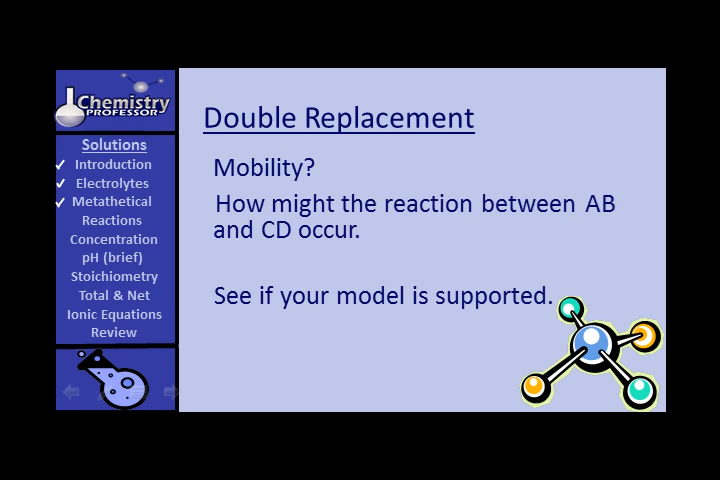 Chemistry
PROFESSOR
Solutions
Introduction
Electrolytes
Metathetical
Reactions
Concentration
pH (brief)
Stoichiometry
Total & Net
Ionic Equations
Review
Double Replacement
Mobility?
How might the reaction between AB
and CD occur.
See if your model is supported.